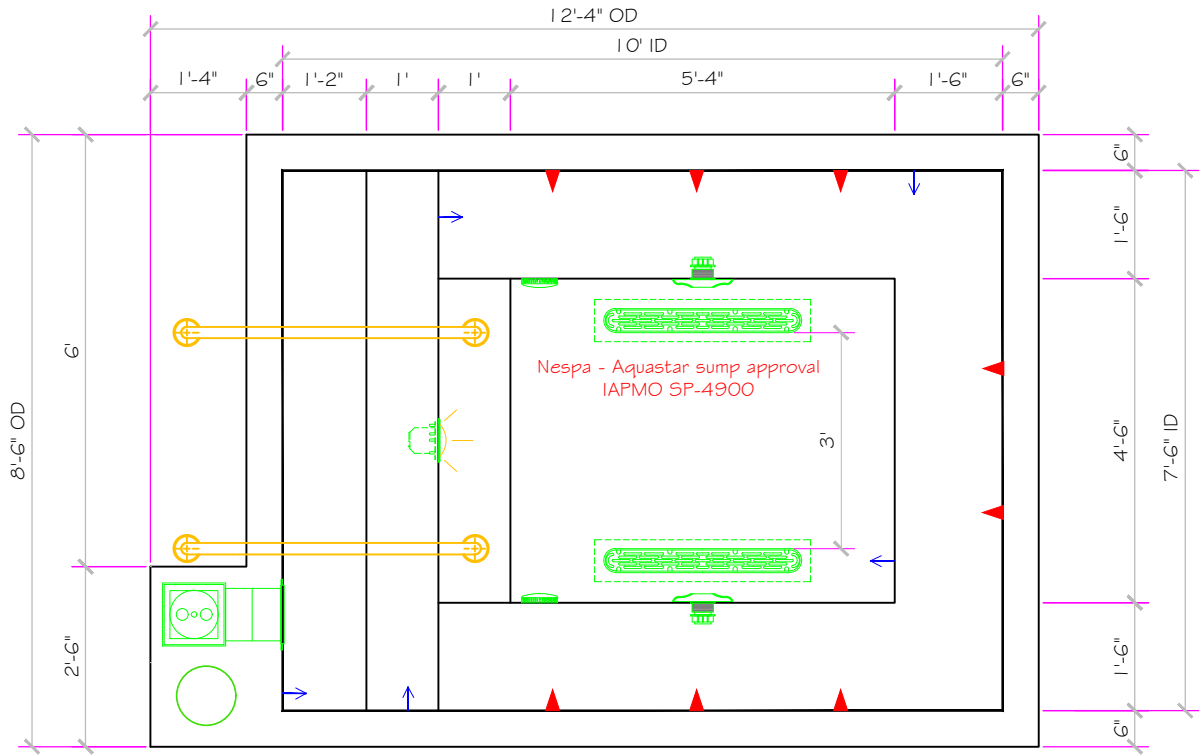 12'-4" OD
10' ID
1'-4"
6"
1'-2"
1'
1'
5'-4"
1'-6"
6"
6"
1'-6"
6'
8'-6" OD
Nespa - Aquastar sump approval
IAPMO SP-4900
3'
4'-6"
7'-6" ID
2'-6"
1'-6"
6"